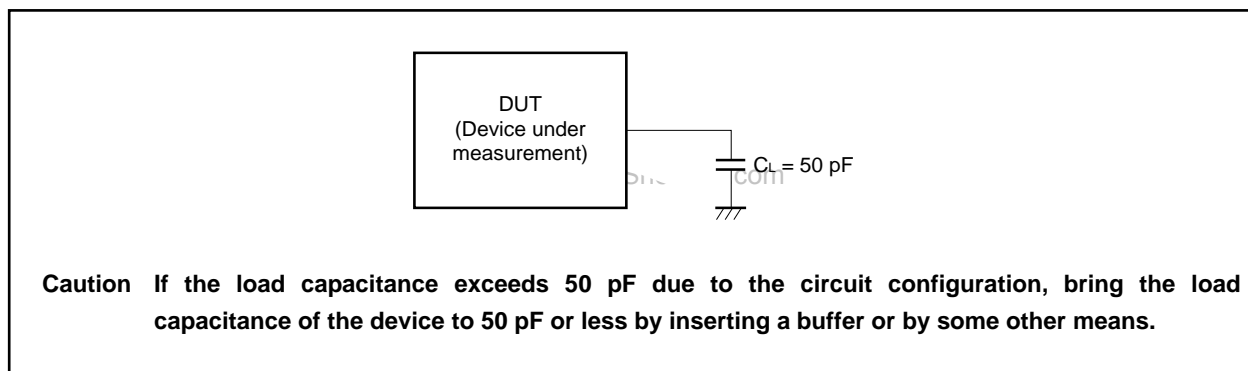 DUT
(Device under
measurement)
CL = 50 pF
com
Caution If the load capacitance exceeds 50 pF due to the circuit configuration, bring the load
capacitance of the device to 50 pF or less by inserting a buffer or by some other means.